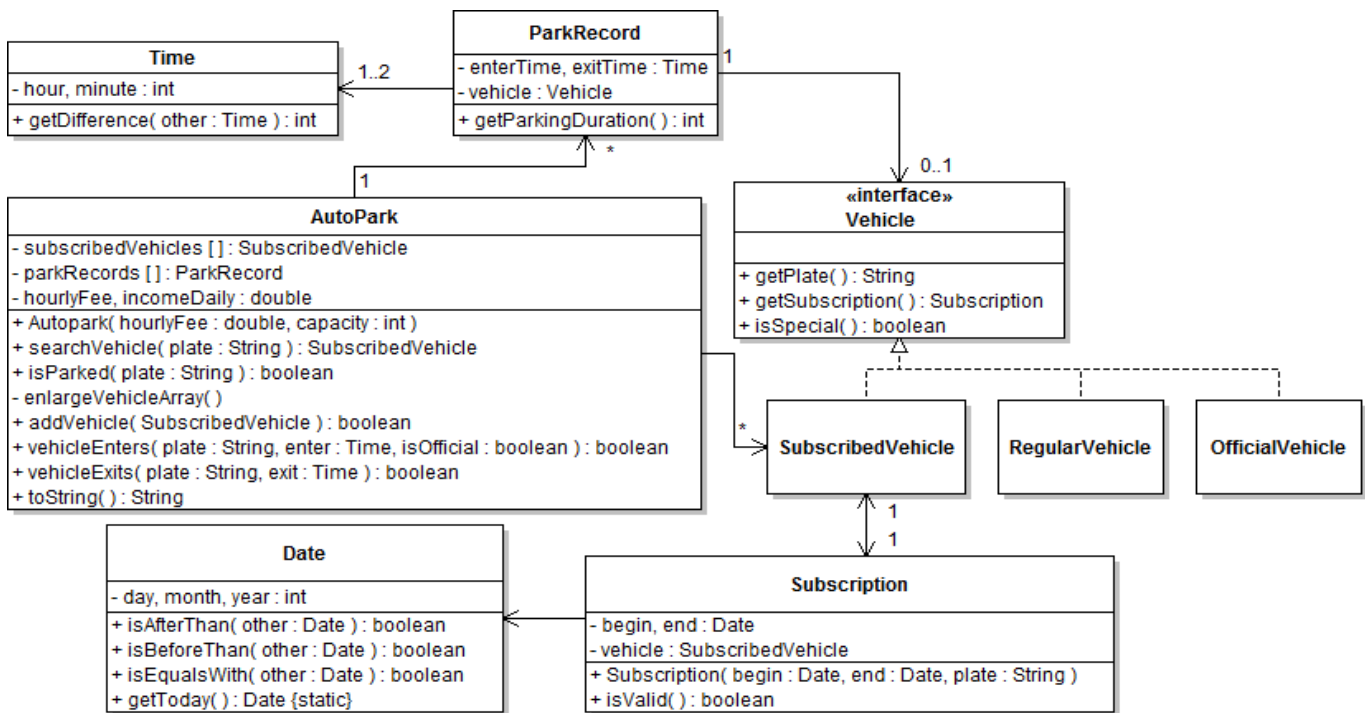 Time
- hour, minute : int
+ getDifference( other : Time ) : int
1..2
ParkRecord
- enterTime, exitTime : Time
- vehicle : Vehicle
+ getParkingDuration( ) : int
1
*
1
0..1
«interface»
Vehicle
+ getPlate( ) : String
+ getSubscription( ) : Subscription
+ isSpecial( ) : boolean
AutoPark
- subscribedVehicles [ ] : SubscribedVehicle
- parkRecords [ ] : ParkRecord
- hourlyFee, incomeDaily : double
+ Autopark( hourlyFee : double, capacity : int )
+ searchVehicle( plate : String ) : SubscribedVehicle
+ isParked( plate : String ) : boolean
- enlargeVehicleArray( )
+ addVehicle( SubscribedVehicle ) : boolean
+ vehicleEnters( plate : String, enter : Time, isOfficial : boolean ) : boolean
+ vehicleExits( plate : String, exit : Time ) : boolean
+ toString( ) : String
*
SubscribedVehicle
RegularVehicle
OfficialVehicle
1
1
Date
- day, month, year : int
+ isAfterThan( other : Date ) : boolean
+ isBeforeThan( other : Date ) : boolean
+ isEqualsWith( other : Date ) : boolean
+ getToday( ) : Date {static}
Subscription
- begin, end : Date
- vehicle : SubscribedVehicle
+ Subscription( begin : Date, end : Date, plate : String )
+ isValid( ) : boolean